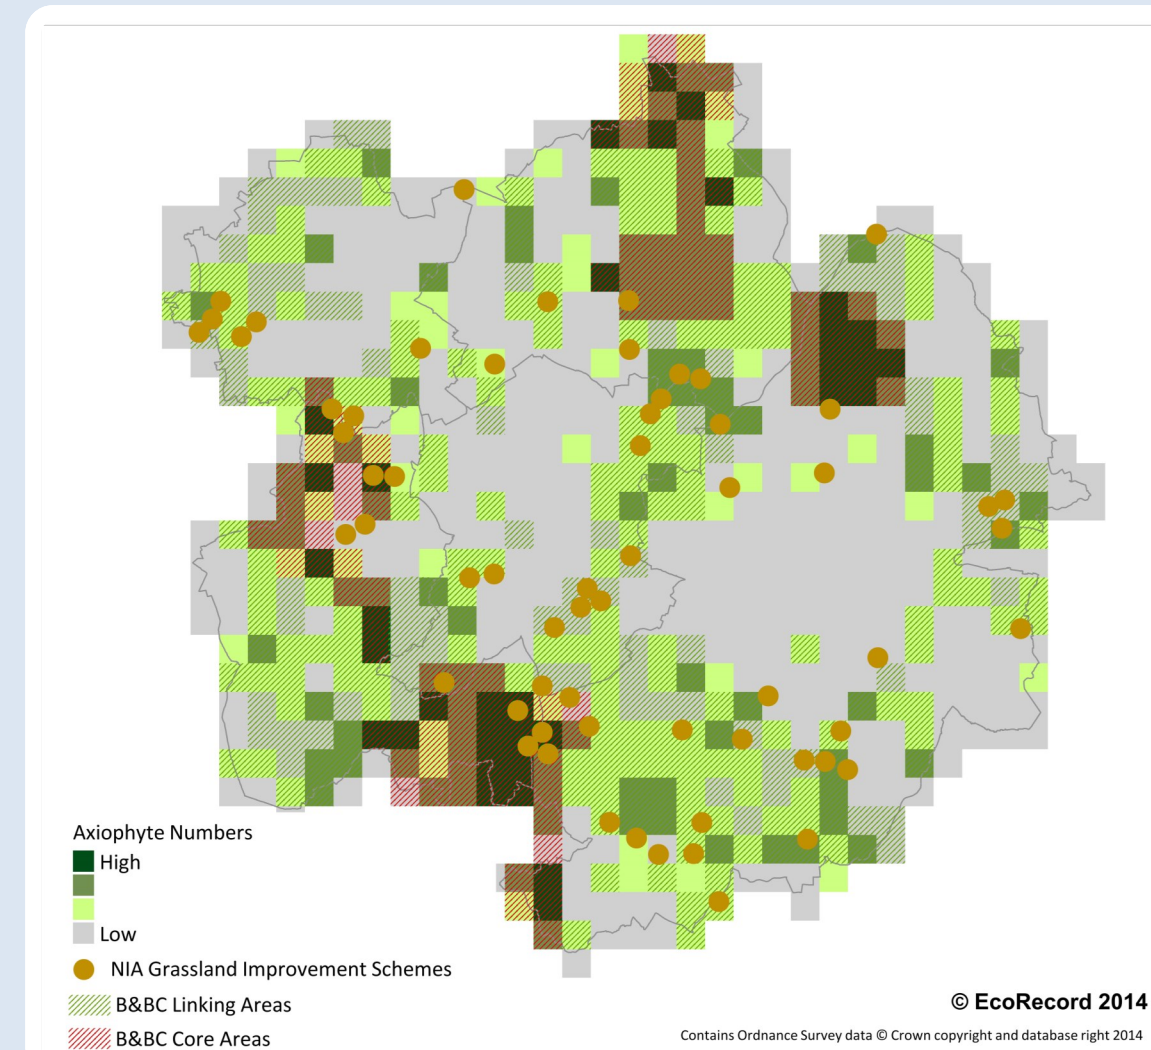 Axiophyte Numbers
High
Low
NIA Grassland Improvement Schemes
B&BC Linking Areas
B&BC Core Areas
© EcoRecord 2014
Contains Ordnance Survey data © Crown copyright and database right 2014